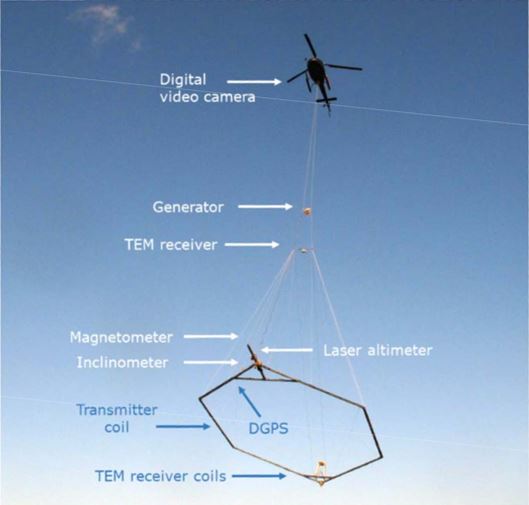 Digital
video camera
Generator
TEM receiver
Magnetometer
Laser altimeter
Inclinometer
Transmitter
coil
DGPS
TEM receiver coils